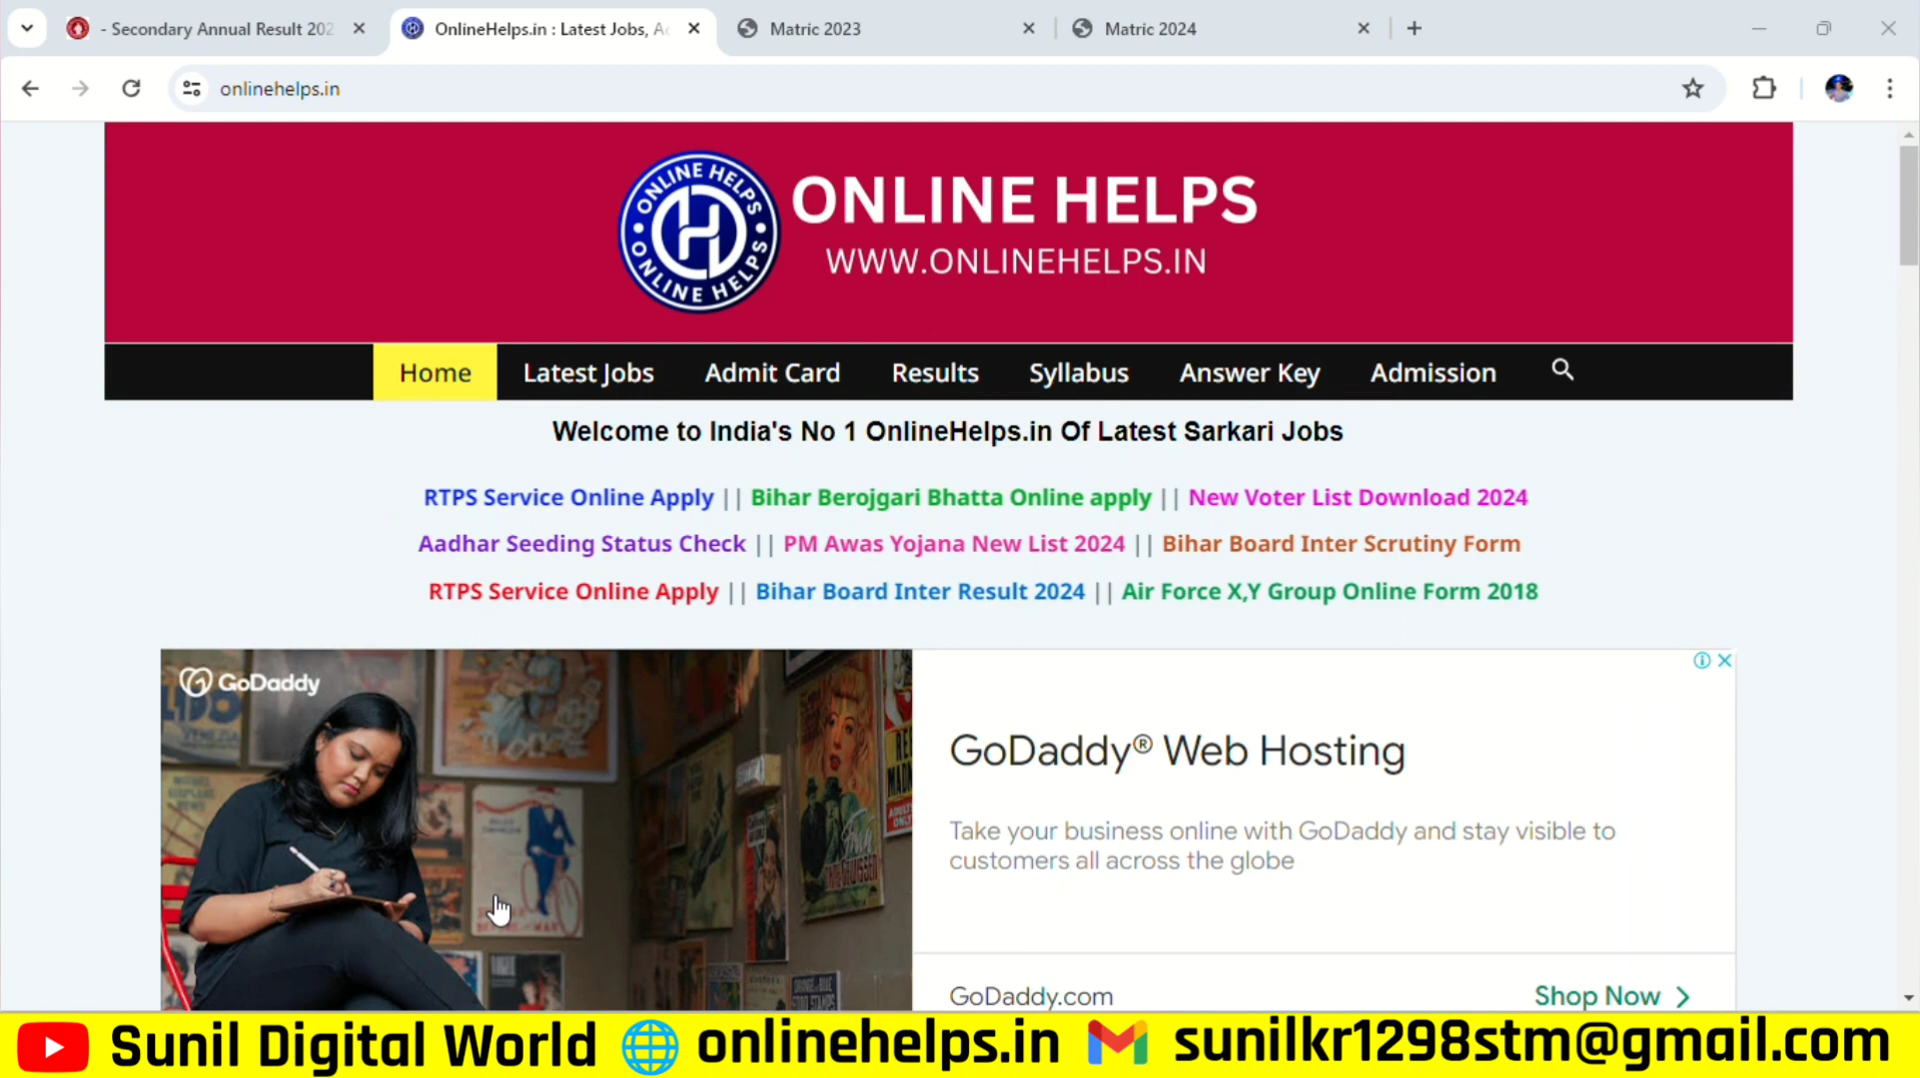 - Secondary Annual Result 202
OnlineHelps.in : Latest Jobs, Ad
Matric 2023
Matric 2024
onlinehelps.in
ONLINE HELPS
ONLINE HELPS
ONLINE HELPS
WWW.ONLINEHELPS.IN
Home Latest Jobs Admit Card Results Syllabus Answer Key Admission
Welcome to India's No 1 OnlineHelps.in Of Latest Sarkari Jobs
RTPS Service Online Apply || Bihar Berojgari Bhatta Online apply || New Voter List Download 2024
Aadhar Seeding Status Check || PM Awas Yojana New List 2024 || Bihar Board Inter Scrutiny Form
RTPS Service Online Apply || Bihar Board Inter Result 2024 || Air Force X,Y Group Online Form 2018
GoDaddy
GoDaddy® Web Hosting
Take your business online with GoDaddy and stay visible to
customers all across the globe
GoDaddy.com
Shop Now
Sunil Digital World onlinehelps.in sunilkr1298stm@gmail.com